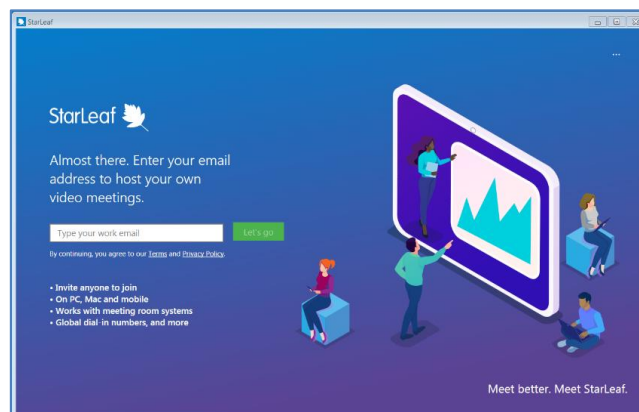 StarLeaf
...
StarLeaf
Almost there. Enter your email
address to host your own
video meetings.
Type your work email
Let's go
By continuing, you agree to our Terms and Privacy Policy.
• Invite anyone to join
• On PC, Mac and mobile
• Works with meeting room systems
• Global dial-in numbers, and more
Meet better. Meet StarLeaf.